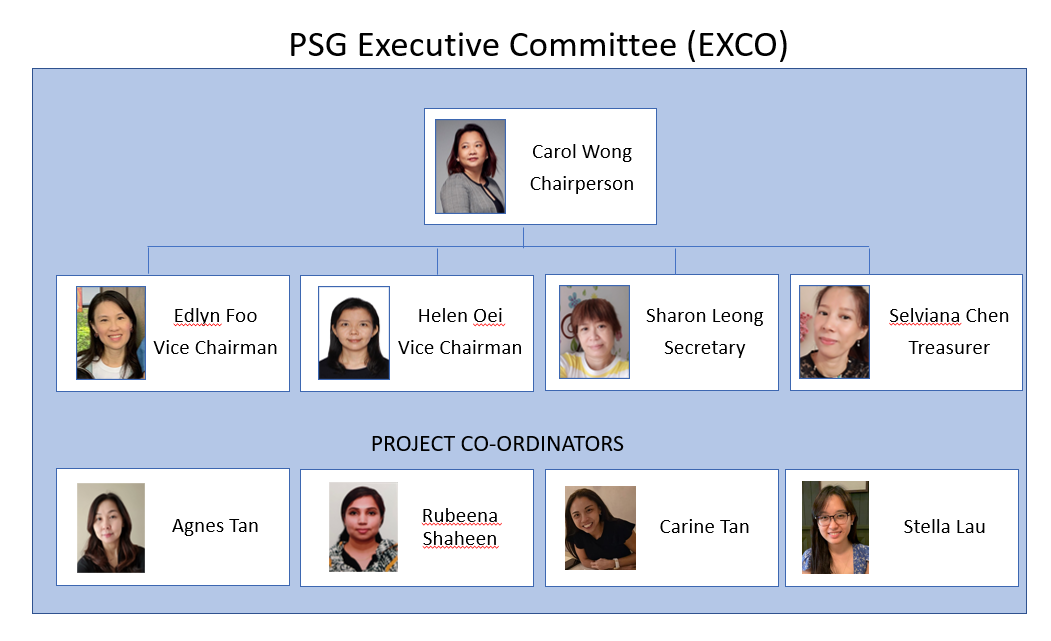 PSG Executive Committee (EXCO)
Carol Wong
Chairperson
Edlyn Foo
Vice Chairman
Helen Oei
Vice Chairman
Sharon Leong
Secretary
Selviana Chen
Treasurer
PROJECT CO-ORDINATORS
Agnes Tan
Rubeena
Shaheen
Carine Tan
Stella Lau